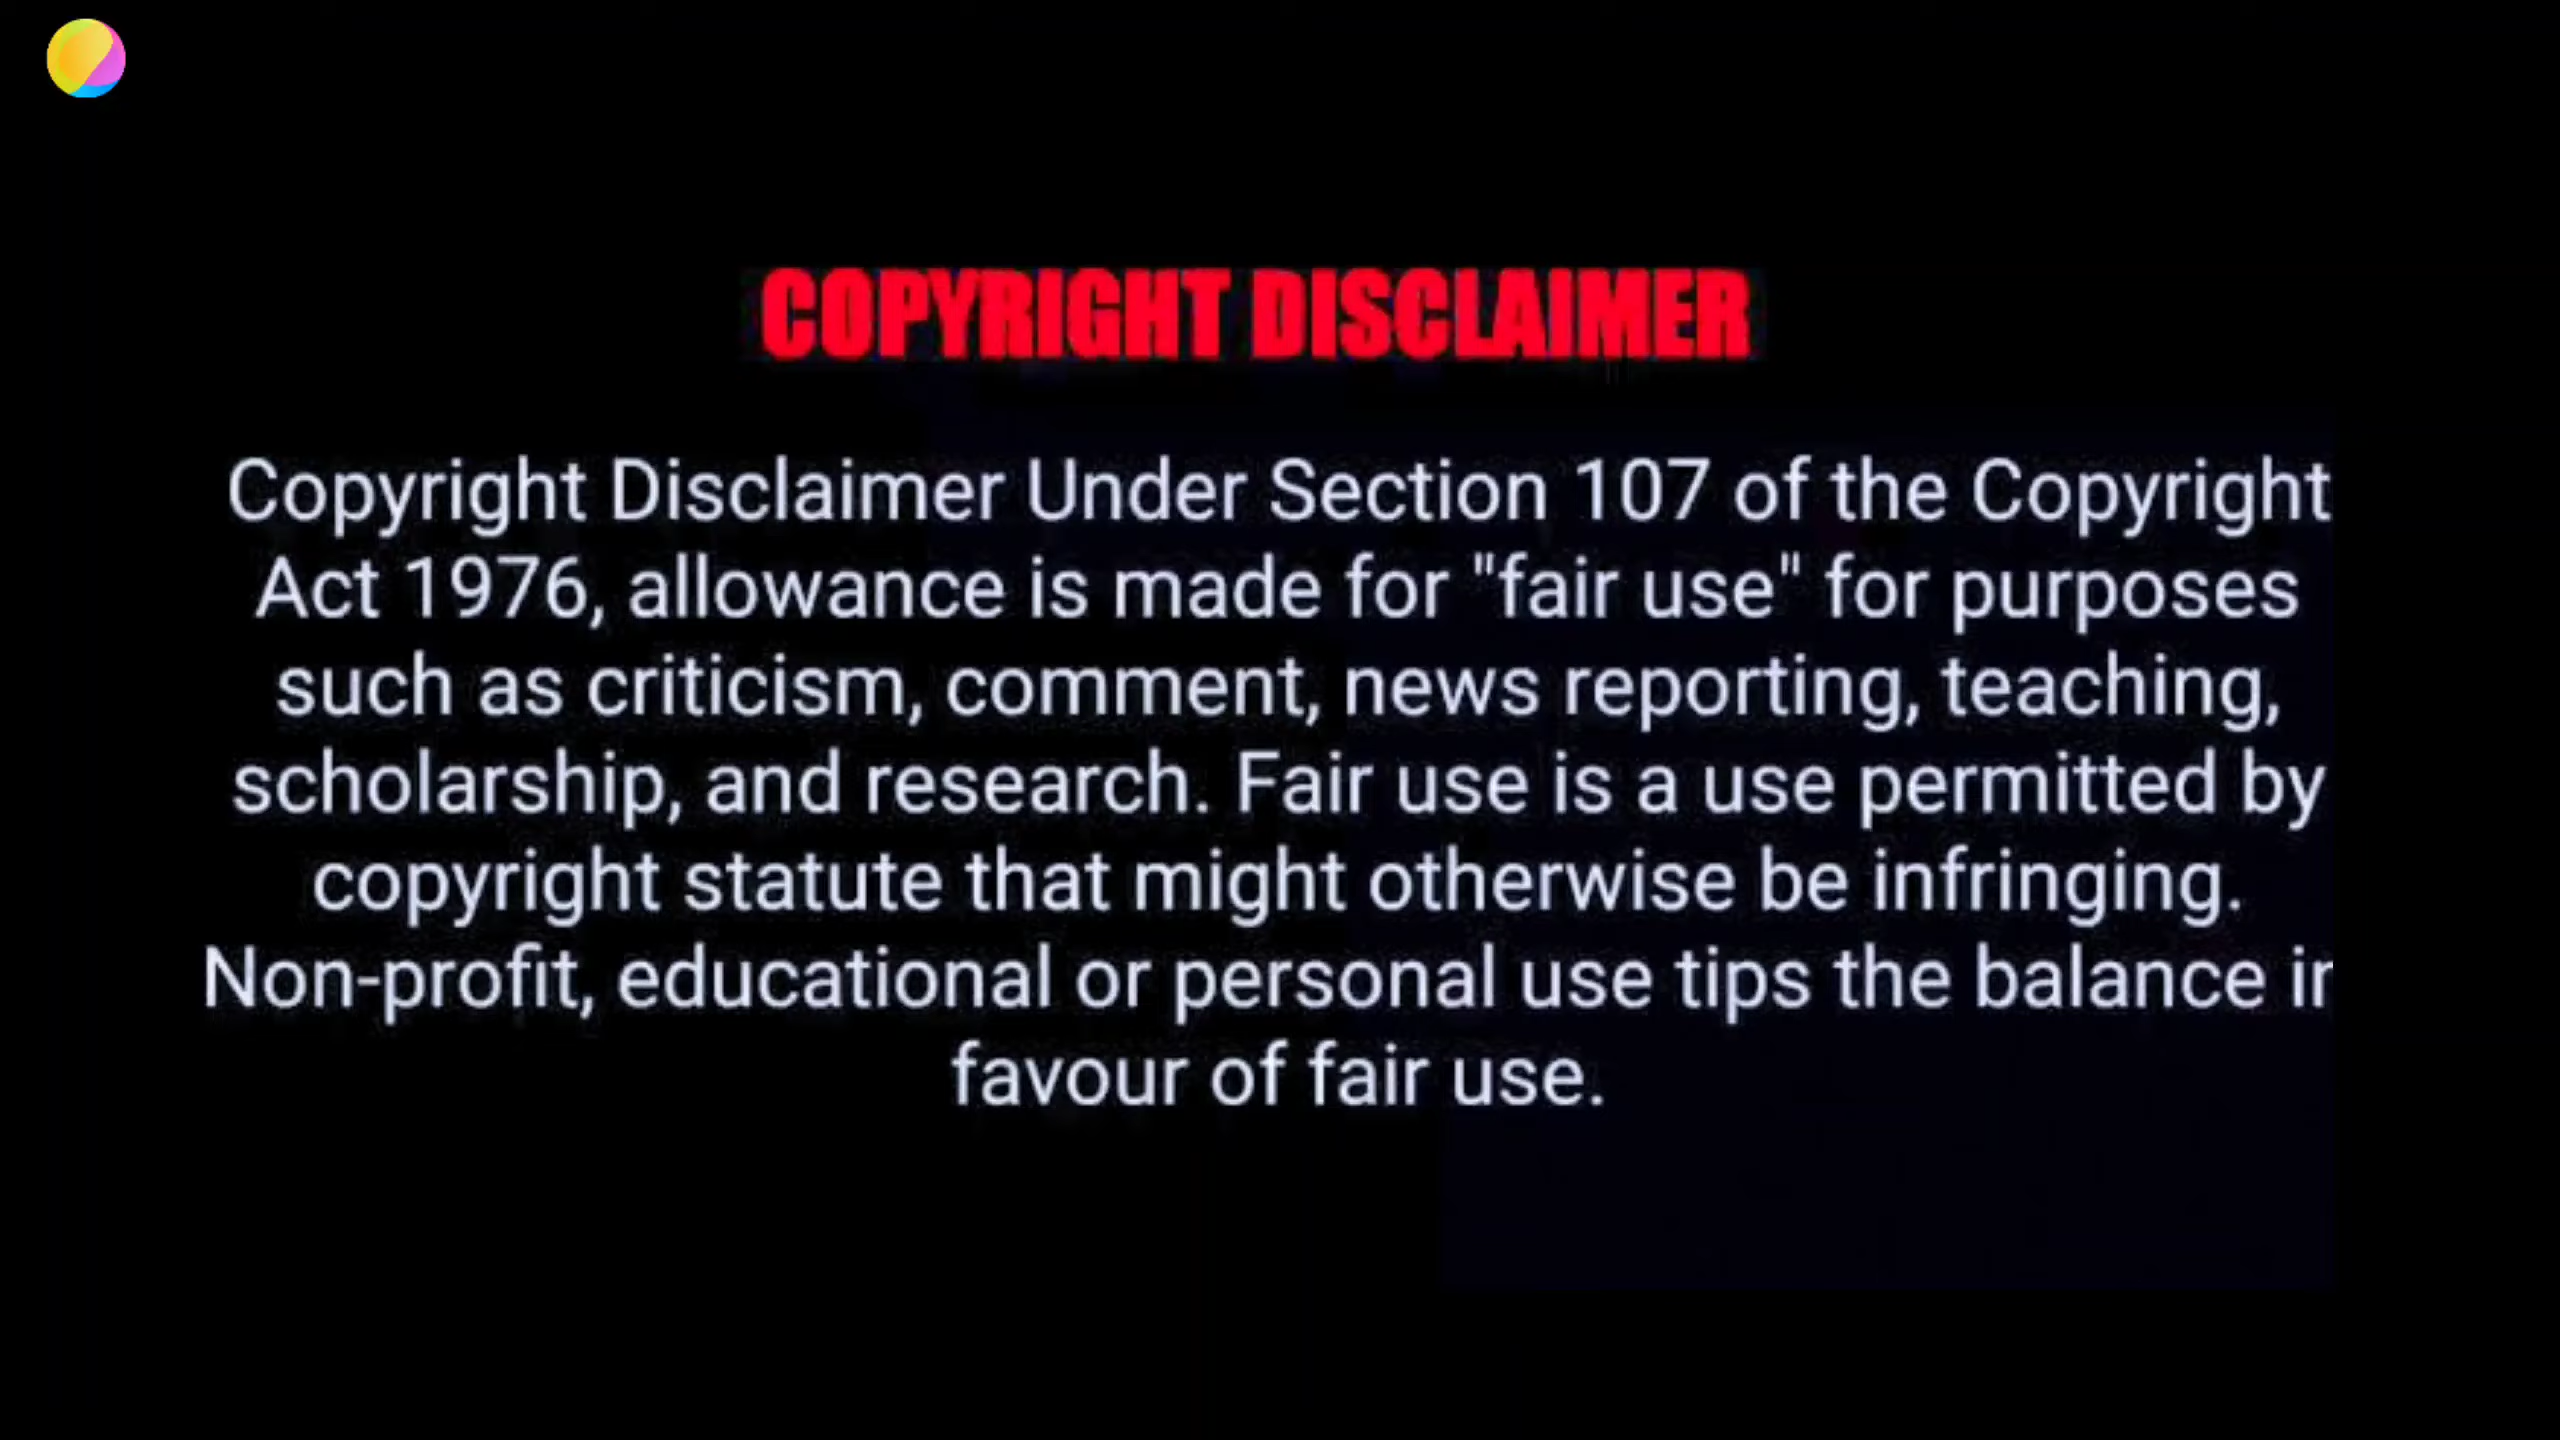 COPYRIGHT DISCLAIMER
Copyright Disclaimer Under Section 107 of the Copyright
Act 1976, allowance is made for "fair use" for purposes
such as criticism, comment, news reporting, teaching,
scholarship, and research. Fair use is a use permitted by
copyright statute that might otherwise be infringing.
Non-profit, educational or personal use tips the balance in
favour of fair use.